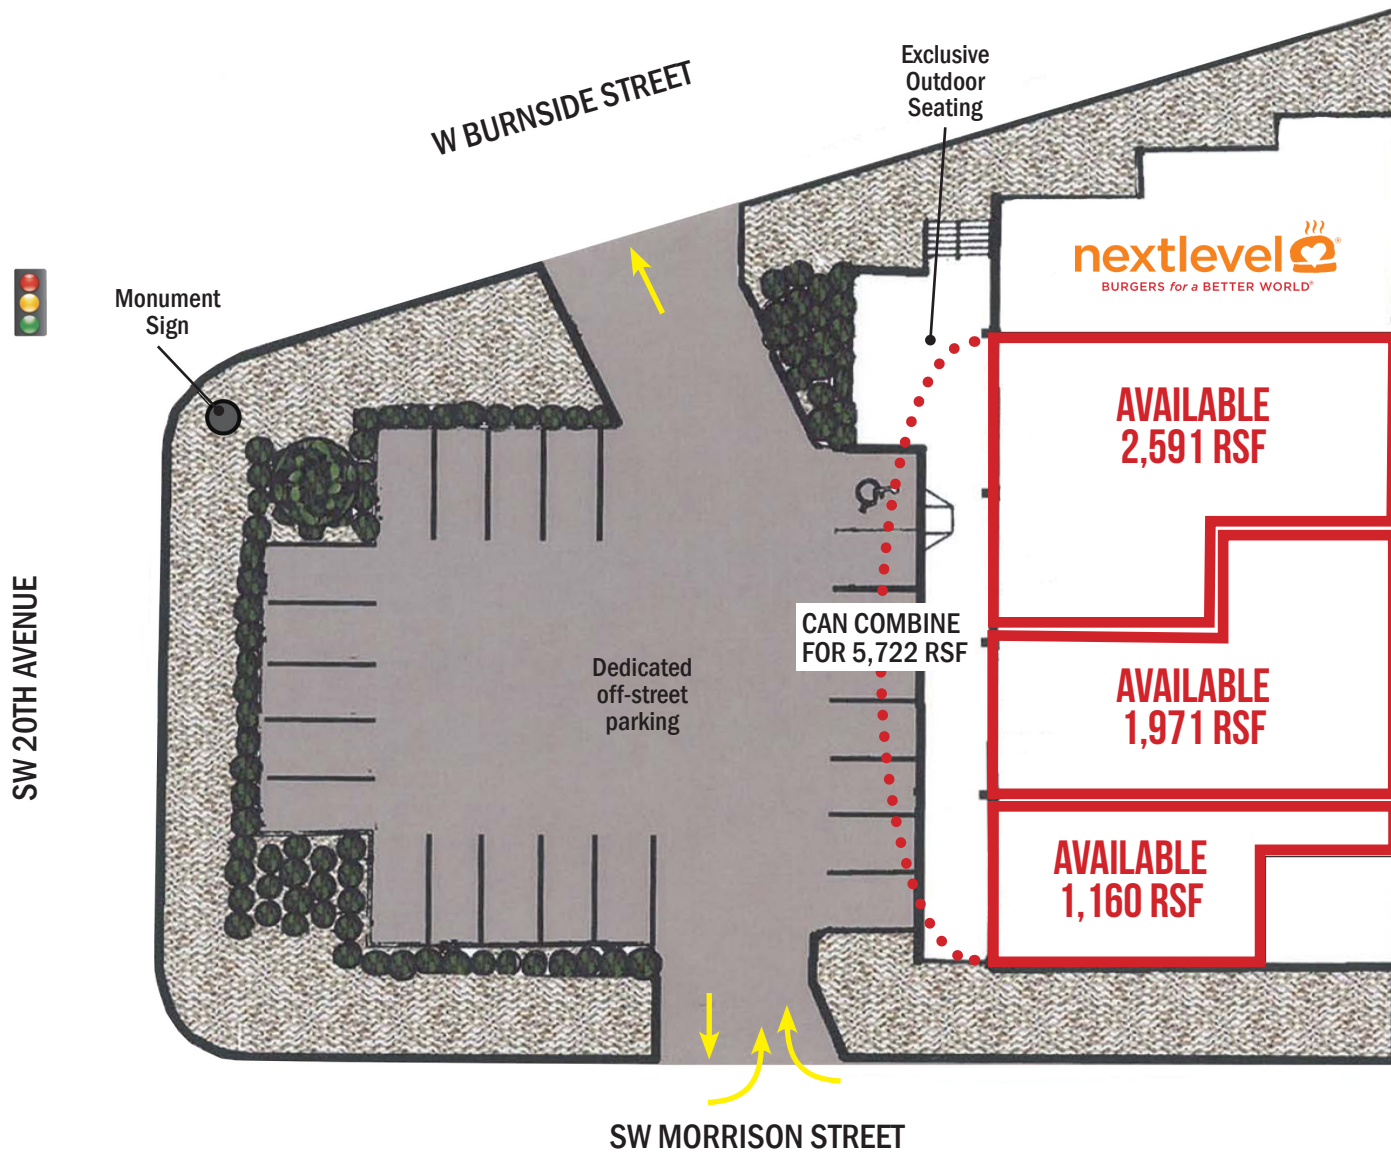 W BURNSIDE STREET
Exclusive
Outdoor
Seating
nextlevel
BURGERS for a BETTER WORLD
Monument
Sign
AVAILABLE
2,591 RSF
SW 20TH AVENUE
CAN COMBINE
FOR 5,722 RSF
Dedicated
off-street
parking
AVAILABLE
1,971 RSF
AVAILABLE
1,160 RSF
SW MORRISON STREET